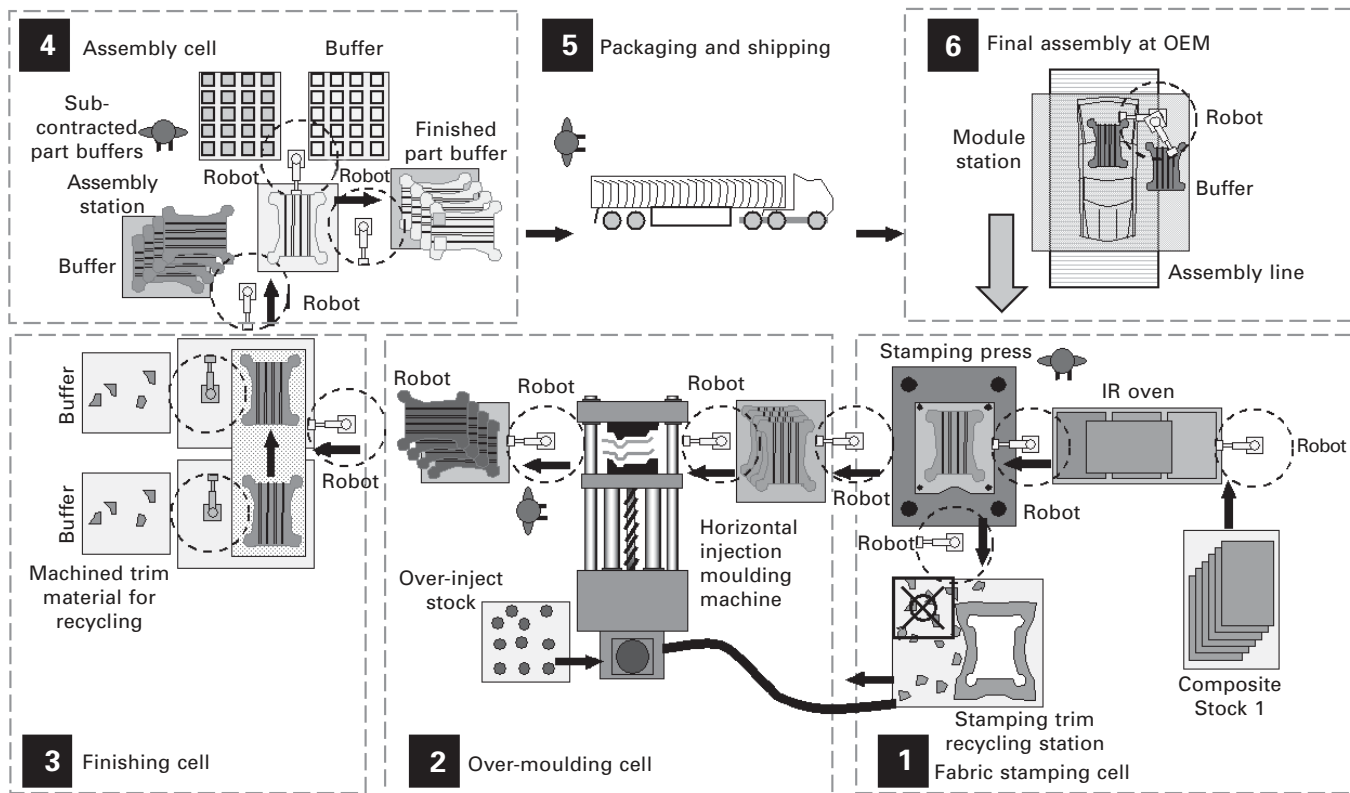 4
Assembly cell
Buffer
Sub-
contracted
part buffers
Robot
Robot
Finished
part buffer
Assembly
station
Buffer
Robot
5
Packaging and shipping
6
Final assembly at OEM
Module
station
Robot
Buffer
Assembly line
Buffer
Buffer
Robot
Machined trim
material for
recycling
3
Finishing cell
Robot
Robot
Robot
Robot
Horizontal
injection
moulding
machine
Over-inject
stock
2
Over-moulding cell
Stamping press
IR oven
Robot
Robot
Robot
Composite
Stock 1
Stamping trim
recycling station
1
Fabric stamping cell